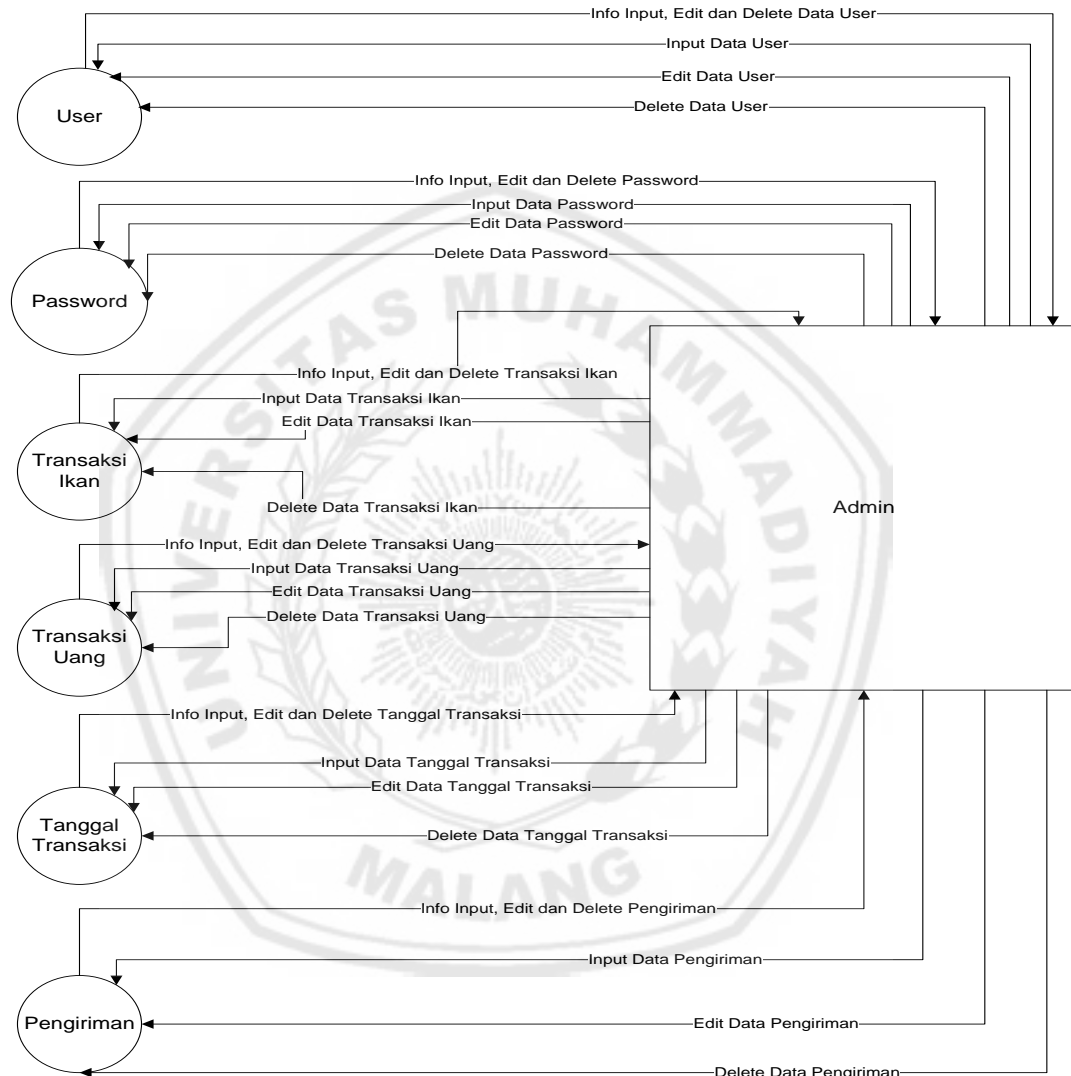 Info Input, Edit dan Delete Data User
Input Data User
Edit Data User
Delete Data User
User
Info Input, Edit dan Delete Password
Input Data Password
Edit Data Password
Delete Data Password
Password
Info Input, Edit dan Delete Transaksi Ikan
Input Data Transaksi Ikan
Edit Data Transaksi Ikan
Transaksi
Ikan
Delete Data Transaksi Ikan
Admin
Info Input, Edit dan Delete Transaksi Uang
Input Data Transaksi Uang
Edit Data Transaksi Uang
Delete Data Transaksi Uang
Transaksi
Uang
Info Input, Edit dan Delete Tanggal Transaksi
Input Data Tanggal Transaksi
Edit Data Tanggal Transaksi
Tanggal
Transaksi
Delete Data Tanggal Transaksi
Info Input, Edit dan Delete Pengiriman
Input Data Pengiriman
Pengiriman
Edit Data Pengiriman
Delete Data Pengiriman
UNIVERSITAS MUHAMMADIYAH
MALANG